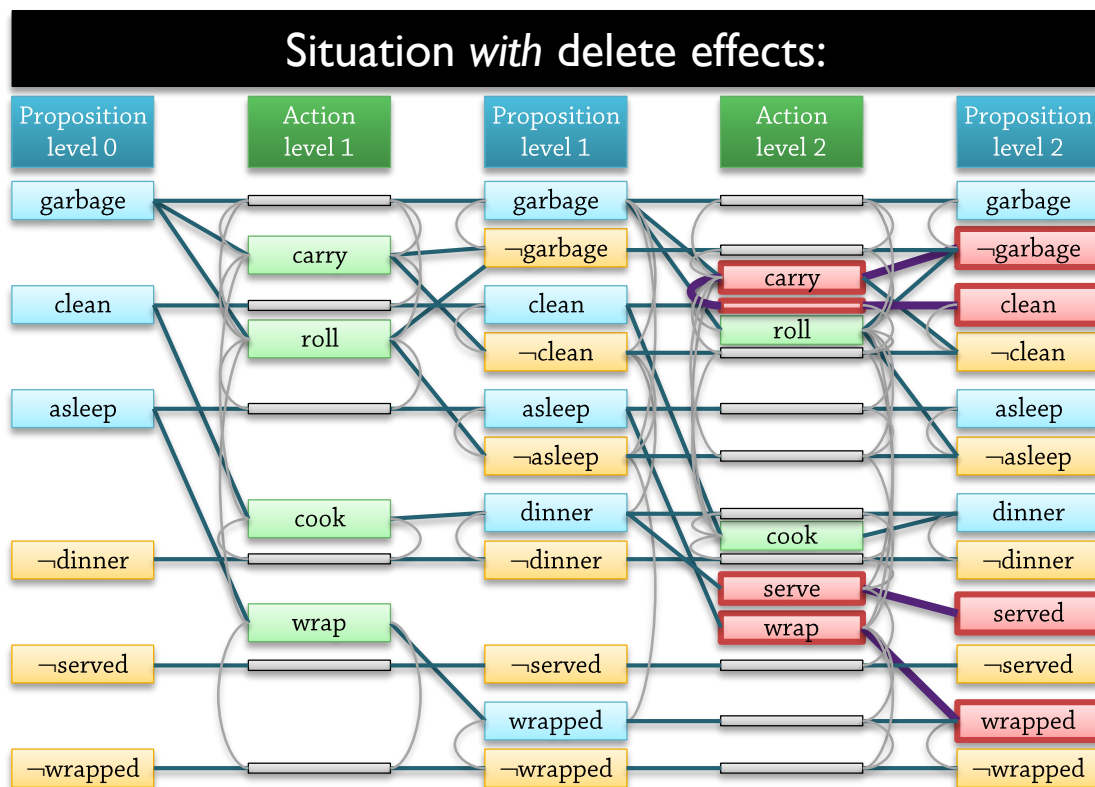 Situation with delete effects:
Proposition level 0
Action level 1
Proposition level 1
Action level 2
Proposition level 2
garbage
garbage
garbage
carry
¬garbage
¬garbage
carry
clean
clean
clean
roll
roll
¬clean
¬clean
asleep
asleep
asleep
¬asleep
¬asleep
cook
dinner
dinner
cook
¬dinner
¬dinner
¬dinner
serve
served
wrap
wrap
¬served
¬served
¬served
wrapped
wrapped
¬wrapped
¬wrapped
¬wrapped